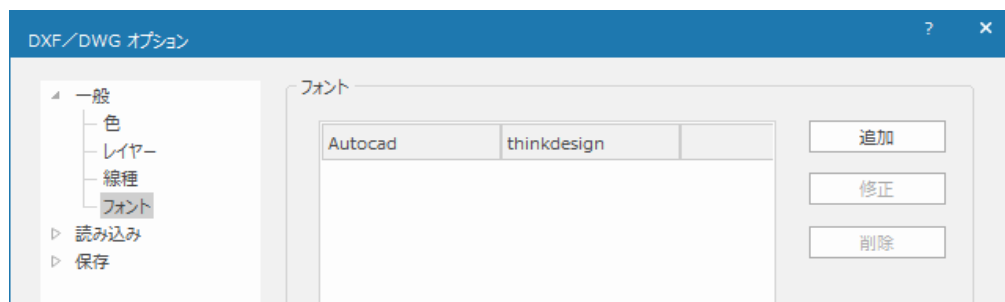 DXF／DWG オプション
?
×
一般
色
レイヤー
線種
フォント
読み込み
保存
フォント
Autocad thinkdesign
追加
修正
削除